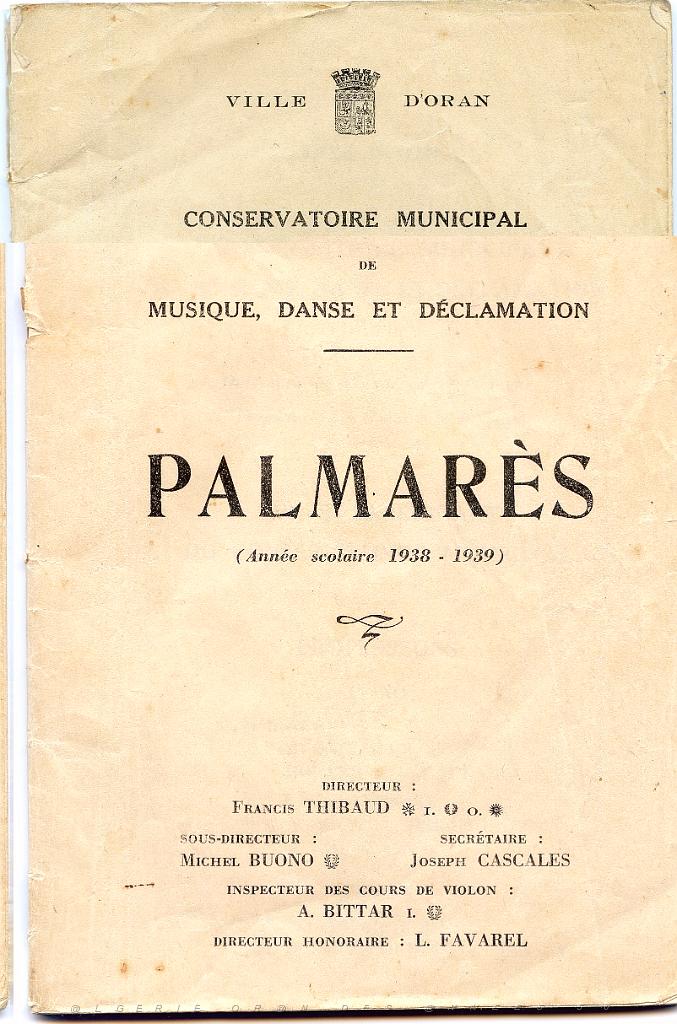 VILLE D'ORAN
CONSERVATOIRE MUNICIPAL
DE
MUSIQUE, DANSE ET DÉCLAMATION
PALMARÈS
(Année scolaire 1938 - 1939)
DIRECTEUR :
FRANCIS THIBAUD I. O.
SOUS-DIRECTEUR : SECRÉTAIRE :
MICHEL BUONO JOSEPH CASCALES
INSPECTEUR DES COURS DE VIOLON :
A. BITTAR I.
DIRECTEUR HONORAIRE : L. FAVAREL